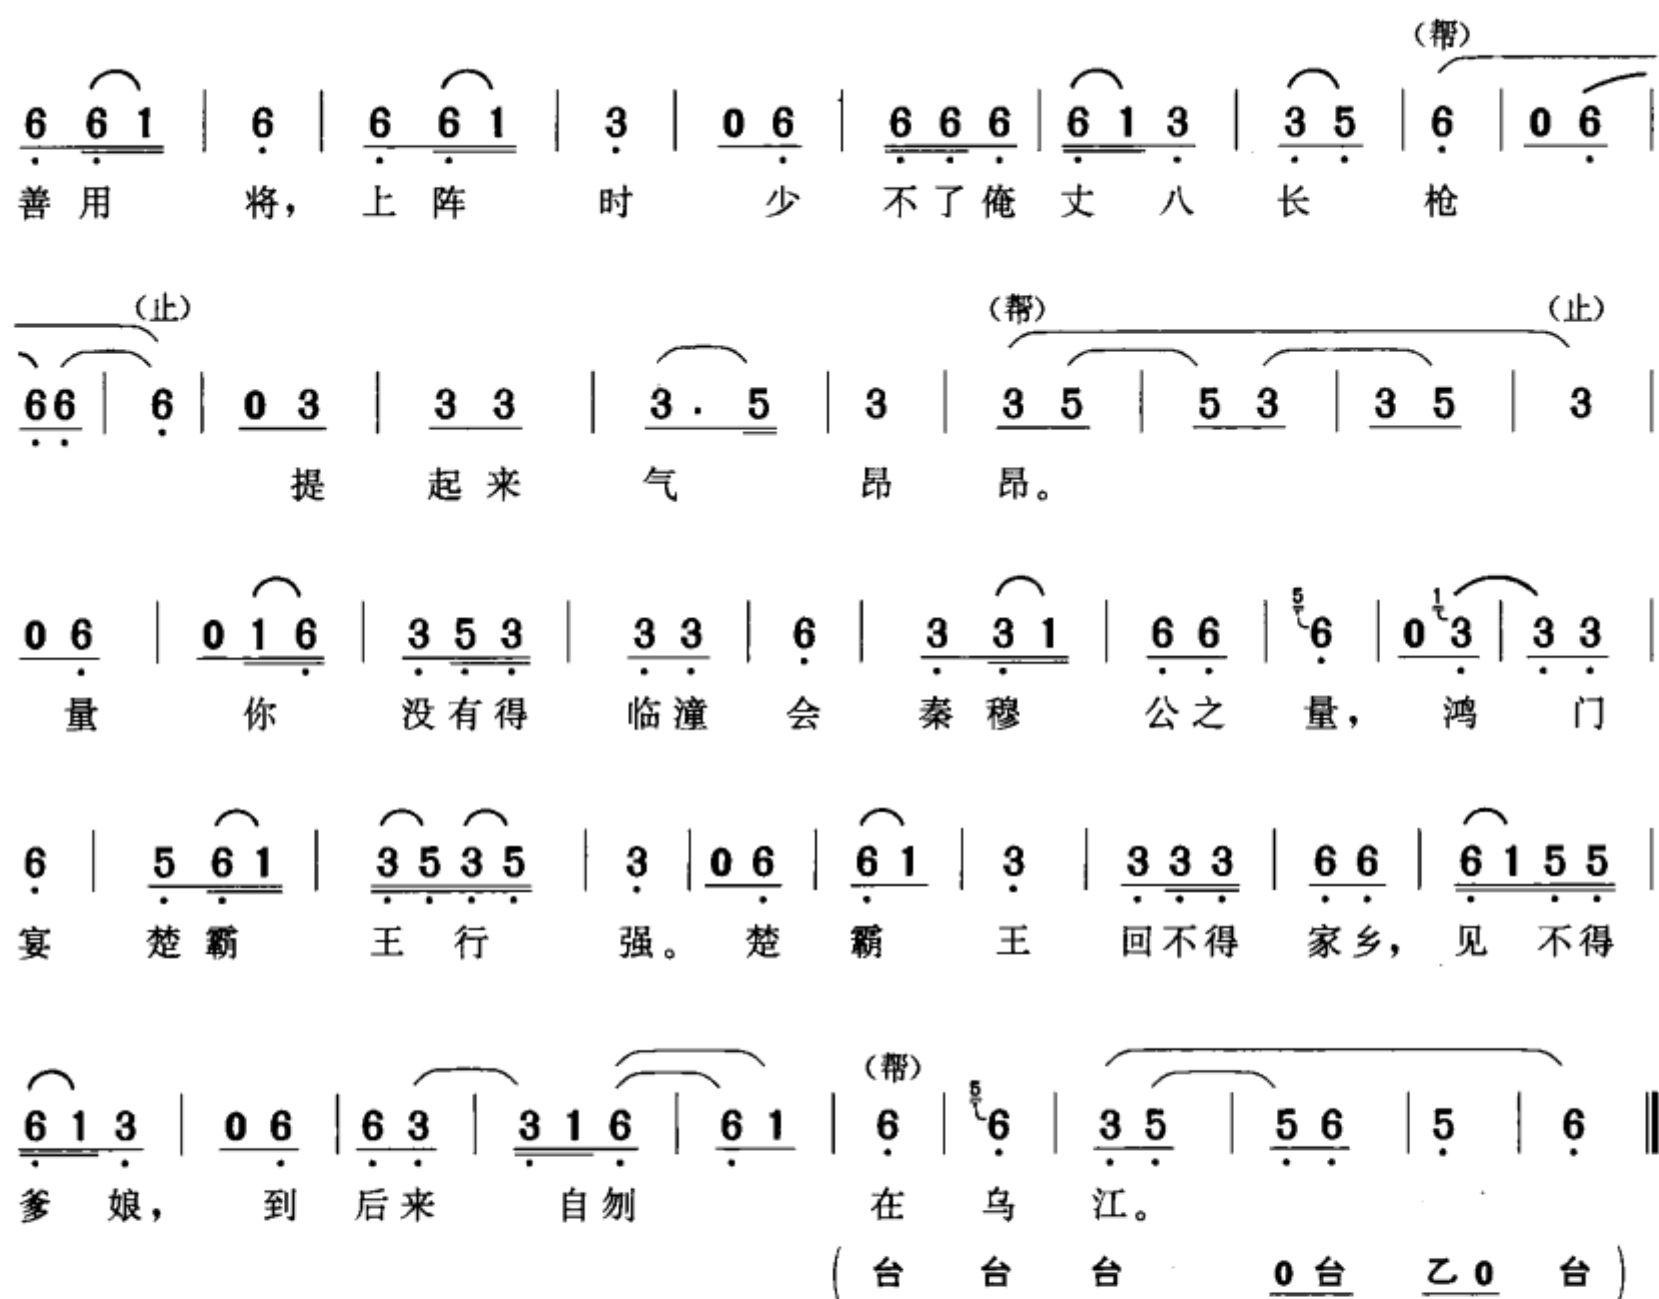 （帮）
6 6 1 | 6 | 6 6 1 | 3 | 0 6 | 6 6 6 | 6 1 3 | 3 5 | 6 | 0 6 |
善 用 将， 上 阵 时 少 不 了 俺 丈 八 长 枪
（止） （帮） （止）
6 6 | 6 | 0 3 | 3 3 | 3 . 5 | 3 | 3 5 | 5 3 | 3 5 | 3 |
提 起 来 气 昂 昂。
0 6 | 0 1 6 | 3 5 3 | 3 3 | 6 | 3 3 1 | 6 6 | 5 6 | 0 1 3 | 3 3 |
量 你 没 有 得 临 潼 会 秦 穆 公 之 量， 鸿 门
6 | 5 6 1 | 3 5 3 5 | 3 | 0 6 | 6 1 | 3 | 3 3 3 | 6 6 | 6 1 5 5 |
宴 楚 霸 王 行 强。 楚 霸 王 回 不 得 家 乡， 见 不 得
（帮）
6 1 3 | 0 6 | 6 3 | 3 1 6 | 6 1 | 6 | 5 6 | 3 5 | 5 6 | 5 | 6 ‖
爹 娘， 到 后 来 自 刎 在 乌 江。
（ 台 台 台 0 台 乙 0 台 ）